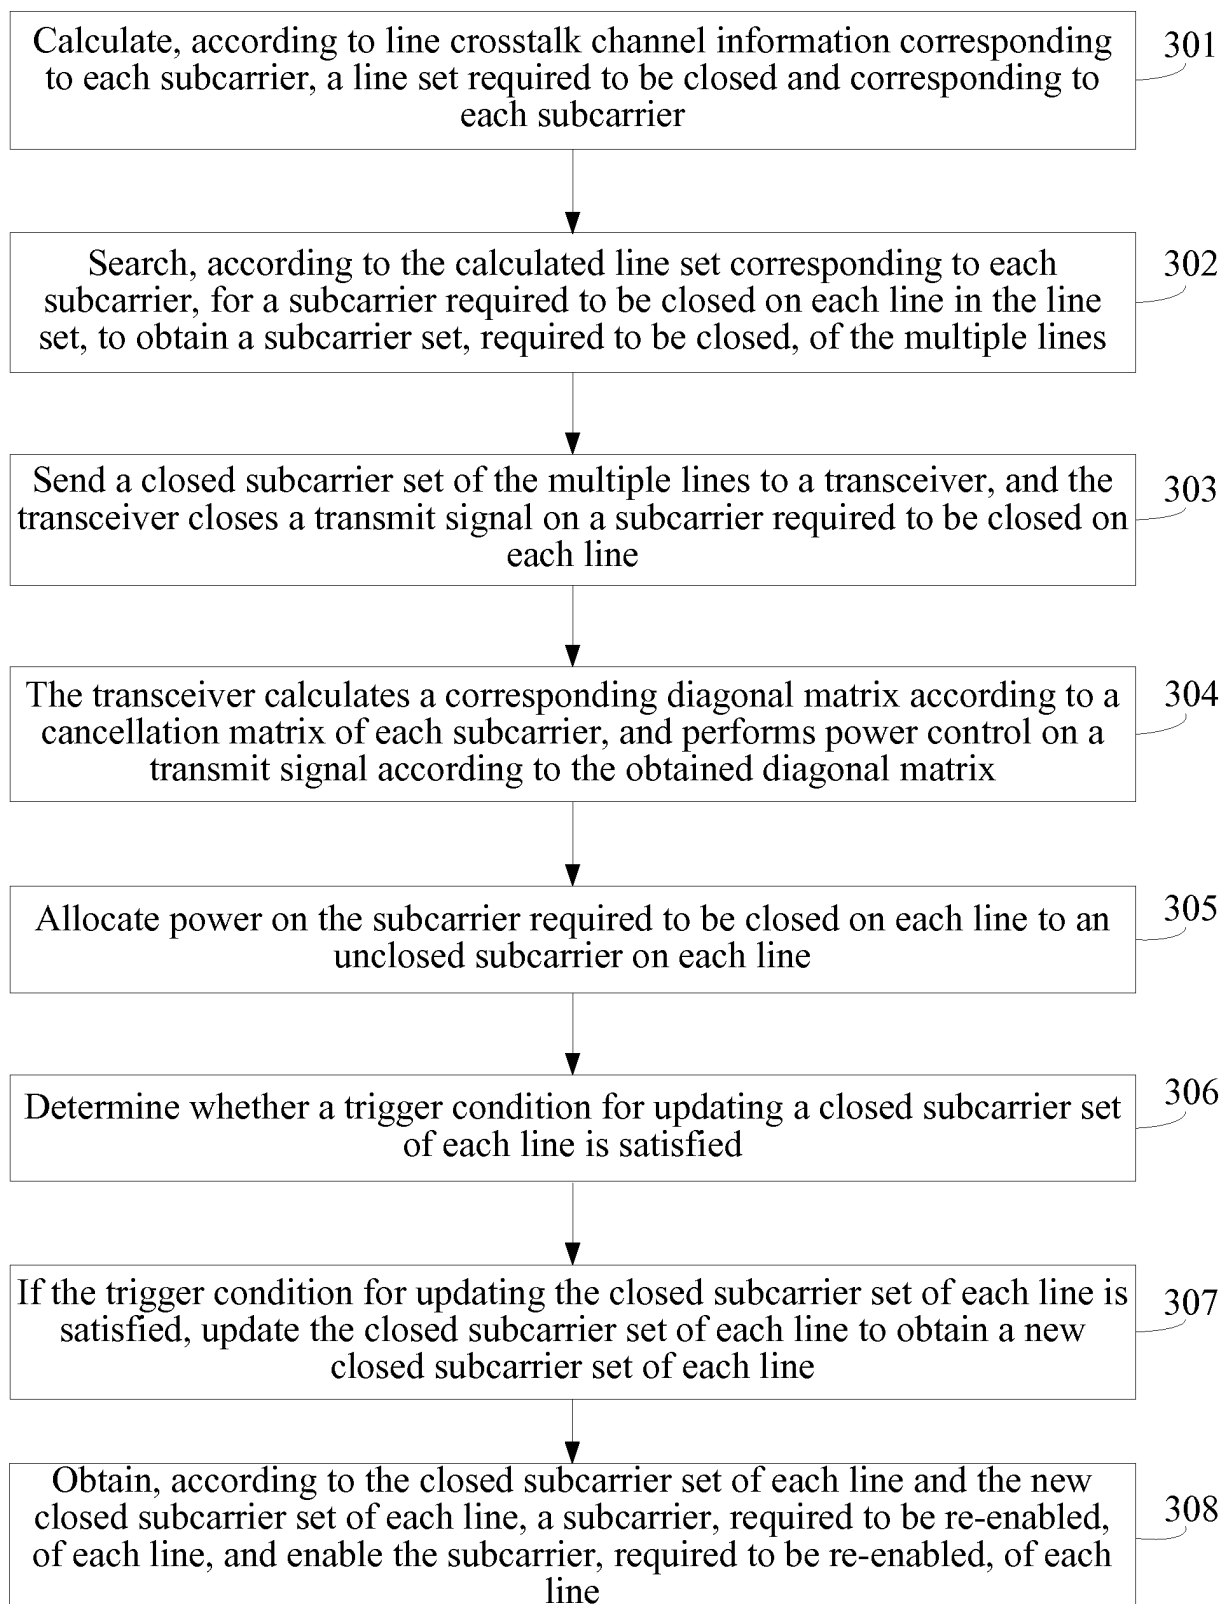 Calculate, according to line crosstalk channel information corresponding
to each subcarrier, a line set required to be closed and corresponding to
each subcarrier
301
Search, according to the calculated line set corresponding to each
subcarrier, for a subcarrier required to be closed on each line in the line
set, to obtain a subcarrier set, required to be closed, of the multiple lines
302
Send a closed subcarrier set of the multiple lines to a transceiver, and the
transceiver closes a transmit signal on a subcarrier required to be closed on
each line
303
The transceiver calculates a corresponding diagonal matrix according to a
cancellation matrix of each subcarrier, and performs power control on a
transmit signal according to the obtained diagonal matrix
304
Allocate power on the subcarrier required to be closed on each line to an
unclosed subcarrier on each line
305
Determine whether a trigger condition for updating a closed subcarrier set
of each line is satisfied
306
If the trigger condition for updating the closed subcarrier set of each line is
satisfied, update the closed subcarrier set of each line to obtain a new
closed subcarrier set of each line
307
Obtain, according to the closed subcarrier set of each line and the new
closed subcarrier set of each line, a subcarrier, required to be re-enabled,
of each line, and enable the subcarrier, required to be re-enabled, of each
line
308